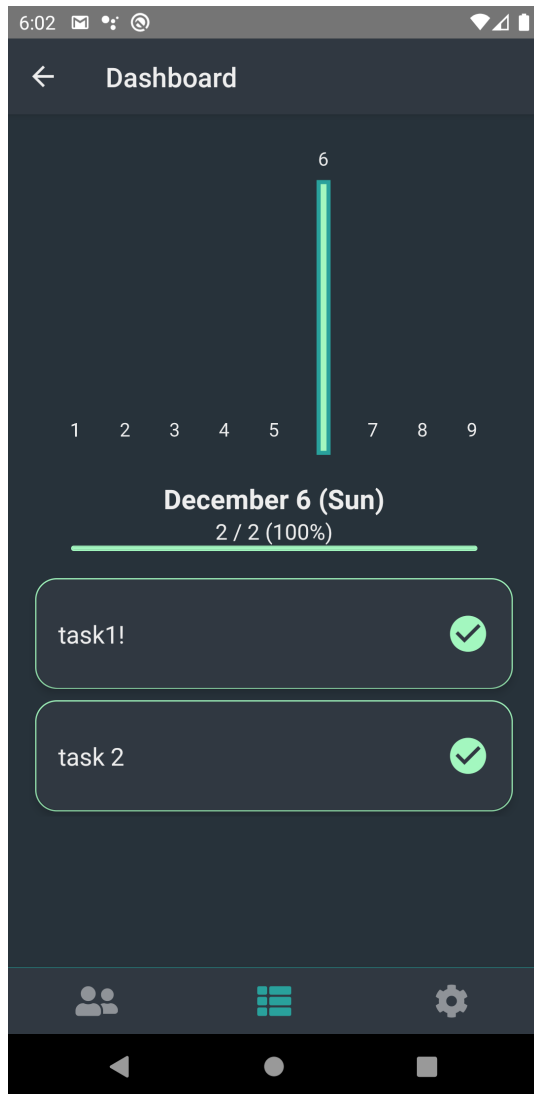 6:02
Dashboard
6
1 2 3 4 5 7 8 9
December 6 (Sun)
2 / 2 (100%)
task1!
task 2